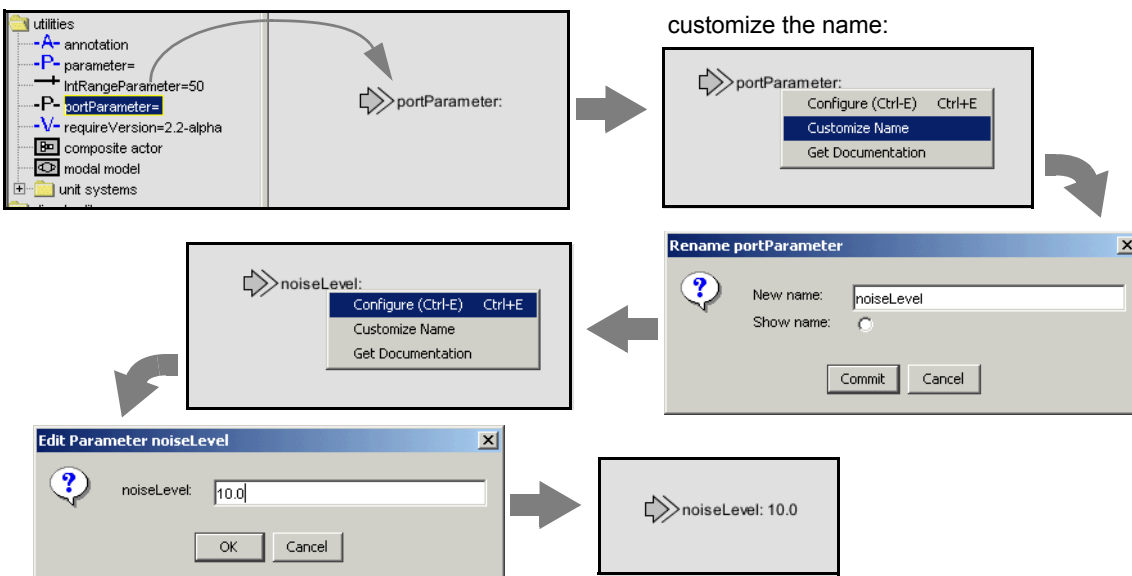 utilities
-A- annotation
-P- parameter=
IntRangeParameter=50
-P- portParameter=
-V- requireVersion=2.2-alpha
composite actor
modal model
unit systems
portParameter:
customize the name:
portParameter:
Configure (Ctrl-E) Ctrl+E
Customize Name
Get Documentation
Rename portParameter
New name: noiseLevel
Show name:
Commit Cancel
noiseLevel:
Configure (Ctrl-E) Ctrl+E
Customize Name
Get Documentation
Edit Parameter noiseLevel
noiseLevel: 10.0
OK Cancel
noiseLevel: 10.0